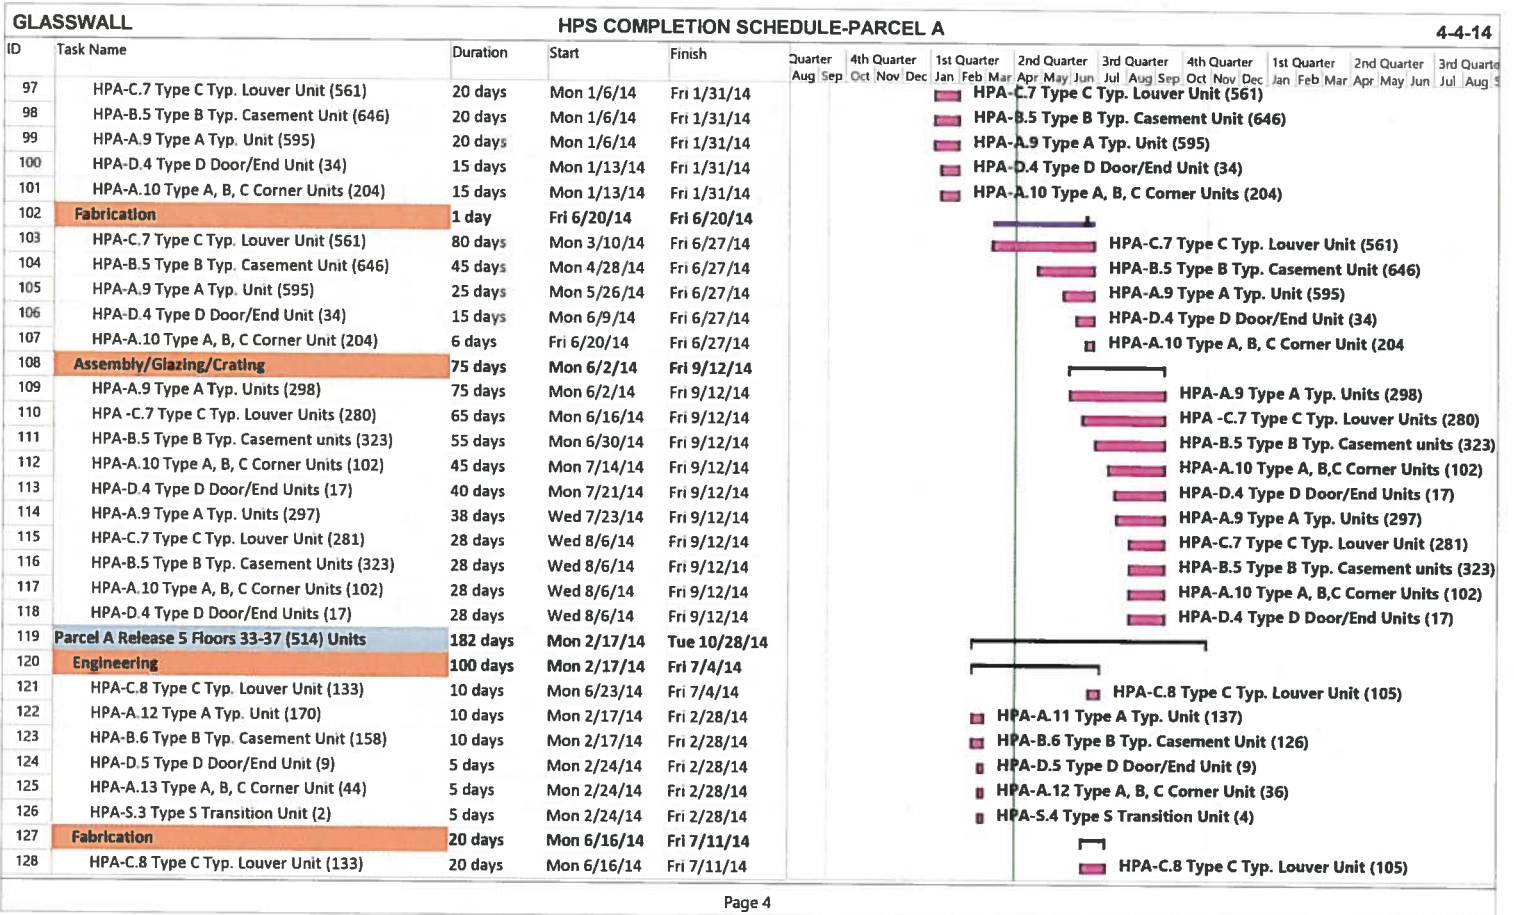 GLASSWALL HPS COMPLETION SCHEDULE-PARCEL A 4-4-14
ID Task Name Duration Start Finish Quarter 4th Quarter 1st Quarter 2nd Quarter 3rd Quarter 4th Quarter 1st Quarter 2nd Quarter 3rd Quarte
Aug Sep Oct Nov Dec Jan Feb Mar Apr May Jun Jul Aug Sep Oct Nov Dec Jan Feb Mar Apr May Jun Jul Aug S
97 HPA-C.7 Type C Typ. Louver Unit (561) 20 days Mon 1/6/14 Fri 1/31/14 HPA-C.7 Type C Typ. Louver Unit (561)
98 HPA-B.5 Type B Typ. Casement Unit (646) 20 days Mon 1/6/14 Fri 1/31/14 HPA-B.5 Type B Typ. Casement Unit (646)
99 HPA-A.9 Type A Typ. Unit (595) 20 days Mon 1/6/14 Fri 1/31/14 HPA-A.9 Type A Typ. Unit (595)
100 HPA-D.4 Type D Door/End Unit (34) 15 days Mon 1/13/14 Fri 1/31/14 HPA-D.4 Type D Door/End Unit (34)
101 HPA-A.10 Type A, B, C Corner Units (204) 15 days Mon 1/13/14 Fri 1/31/14 HPA-A.10 Type A, B, C Corner Units (204)
102 Fabrication 1 day Fri 6/20/14 Fri 6/20/14
103 HPA-C.7 Type C Typ. Louver Unit (561) 80 days Mon 3/10/14 Fri 6/27/14 HPA-C.7 Type C Typ. Louver Unit (561)
104 HPA-B.5 Type B Typ. Casement Unit (646) 45 days Mon 4/28/14 Fri 6/27/14 HPA-B.5 Type B Typ. Casement Unit (646)
105 HPA-A.9 Type A Typ. Unit (595) 25 days Mon 5/26/14 Fri 6/27/14 HPA-A.9 Type A Typ. Unit (595)
106 HPA-D.4 Type D Door/End Unit (34) 15 days Mon 6/9/14 Fri 6/27/14 HPA-D.4 Type D Door/End Unit (34)
107 HPA-A.10 Type A, B, C Corner Unit (204) 6 days Fri 6/20/14 Fri 6/27/14 HPA-A.10 Type A, B, C Corner Unit (204
108 Assembly/Glazing/Crating 75 days Mon 6/2/14 Fri 9/12/14
109 HPA-A.9 Type A Typ. Units (298) 75 days Mon 6/2/14 Fri 9/12/14 HPA-A.9 Type A Typ. Units (298)
110 HPA -C.7 Type C Typ. Louver Units (280) 65 days Mon 6/16/14 Fri 9/12/14 HPA -C.7 Type C Typ. Louver Units (280)
111 HPA-B.5 Type B Typ. Casement units (323) 55 days Mon 6/30/14 Fri 9/12/14 HPA-B.5 Type B Typ. Casement units (323)
112 HPA-A.10 Type A, B, C Corner Units (102) 45 days Mon 7/14/14 Fri 9/12/14 HPA-A.10 Type A, B,C Corner Units (102)
113 HPA-D.4 Type D Door/End Units (17) 40 days Mon 7/21/14 Fri 9/12/14 HPA-D.4 Type D Door/End Units (17)
114 HPA-A.9 Type A Typ. Units (297) 38 days Wed 7/23/14 Fri 9/12/14 HPA-A.9 Type A Typ. Units (297)
115 HPA-C.7 Type C Typ. Louver Unit (281) 28 days Wed 8/6/14 Fri 9/12/14 HPA-C.7 Type C Typ. Louver Unit (281)
116 HPA-B.5 Type B Typ. Casement Units (323) 28 days Wed 8/6/14 Fri 9/12/14 HPA-B.5 Type B Typ. Casement units (323)
117 HPA-A.10 Type A, B, C Corner Units (102) 28 days Wed 8/6/14 Fri 9/12/14 HPA-A.10 Type A, B,C Corner Units (102)
118 HPA-D.4 Type D Door/End Units (17) 28 days Wed 8/6/14 Fri 9/12/14 HPA-D.4 Type D Door/End Units (17)
119 Parcel A Release 5 Floors 33-37 (514) Units 182 days Mon 2/17/14 Tue 10/28/14
120 Engineering 100 days Mon 2/17/14 Fri 7/4/14
121 HPA-C.8 Type C Typ. Louver Unit (133) 10 days Mon 6/23/14 Fri 7/4/14 HPA-C.8 Type C Typ. Louver Unit (105)
122 HPA-A.12 Type A Typ. Unit (170) 10 days Mon 2/17/14 Fri 2/28/14 HPA-A.11 Type A Typ. Unit (137)
123 HPA-B.6 Type B Typ. Casement Unit (158) 10 days Mon 2/17/14 Fri 2/28/14 HPA-B.6 Type B Typ. Casement Unit (126)
124 HPA-D.5 Type D Door/End Unit (9) 5 days Mon 2/24/14 Fri 2/28/14 HPA-D.5 Type D Door/End Unit (9)
125 HPA-A.13 Type A, B, C Corner Unit (44) 5 days Mon 2/24/14 Fri 2/28/14 HPA-A.12 Type A, B, C Corner Unit (36)
126 HPA-S.3 Type S Transition Unit (2) 5 days Mon 2/24/14 Fri 2/28/14 HPA-S.4 Type S Transition Unit (4)
127 Fabrication 20 days Mon 6/16/14 Fri 7/11/14
128 HPA-C.8 Type C Typ. Louver Unit (133) 20 days Mon 6/16/14 Fri 7/11/14 HPA-C.8 Type C Typ. Louver Unit (105)
Page 4